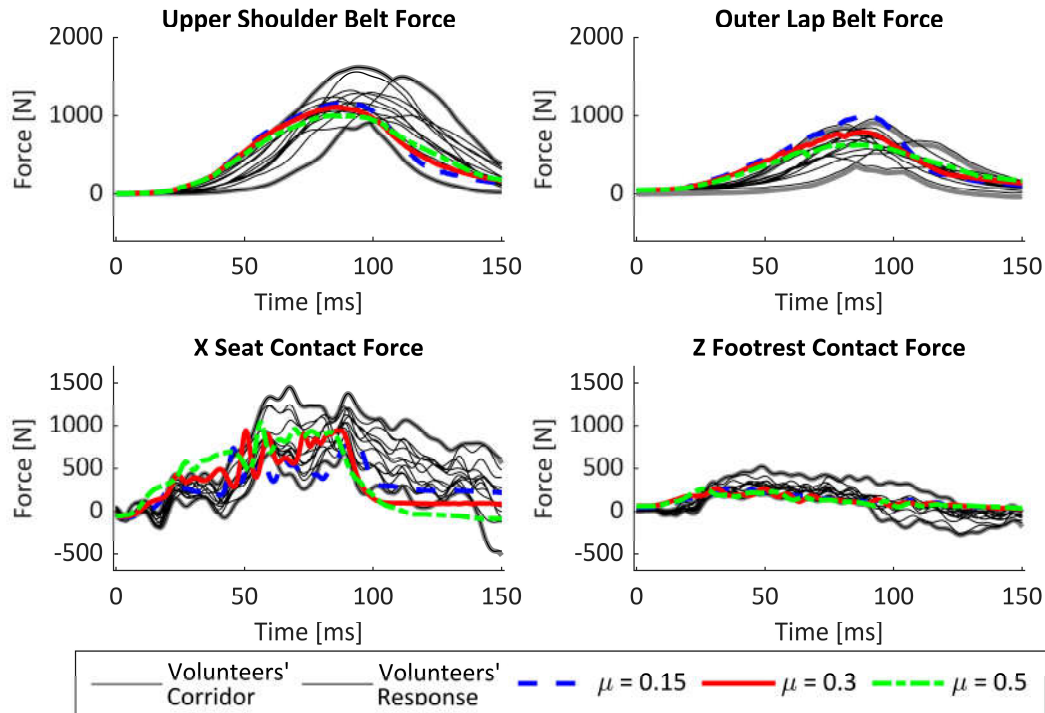 Upper Shoulder Belt Force
2000
1000
0
Force [N]
0 50 100 150
Time [ms]
Outer Lap Belt Force
2000
1000
0
Force [N]
0 50 100 150
Time [ms]
X Seat Contact Force
1500
1000
500
0
-500
Force [N]
0 50 100 150
Time [ms]
Z Footrest Contact Force
1500
1000
500
0
-500
Force [N]
0 50 100 150
Time [ms]
Volunteers'
Corridor
Volunteers'
Response
μ = 0.15
μ = 0.3
μ = 0.5